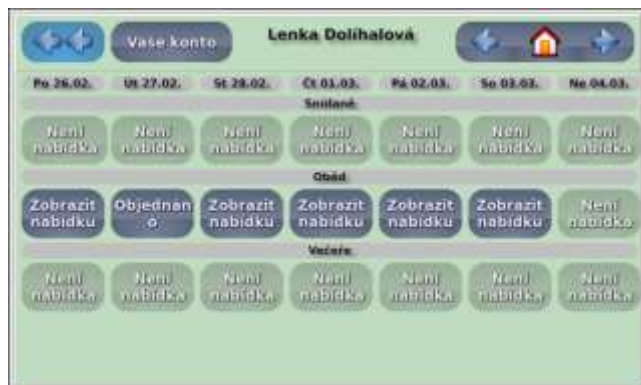 Vaše konto
Lenka Dolíhalová
Po 26.02. Út 27.02. St 28.02. Čt 01.03. Pá 02.03. So 03.03. Ne 04.03.
Snídaně
Není Není Není Není Není Není Není
nabídka nabídka nabídka nabídka nabídka nabídka nabídka
Oběd
Zobrazit Objednán Zobrazit Zobrazit Zobrazit Zobrazit Není
nabídku o nabídku nabídku nabídku nabídku nabídka
Večeře
Není Není Není Není Není Není Není
nabídka nabídka nabídka nabídka nabídka nabídka nabídka